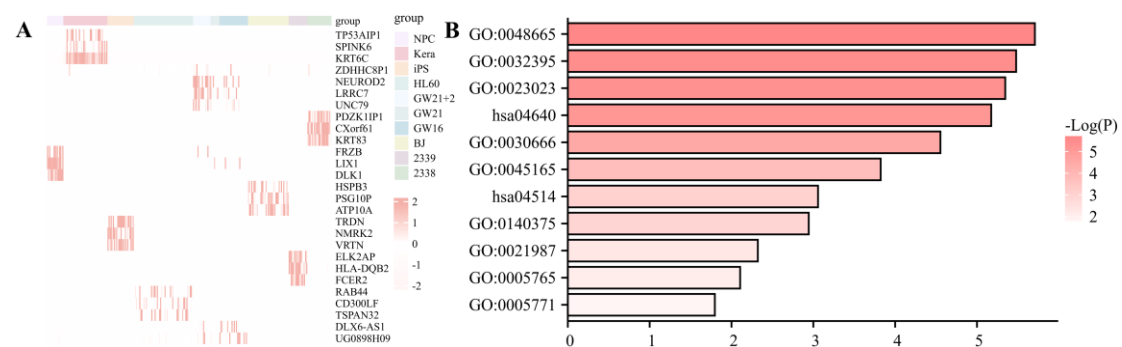 A
group
TP53AIP1
SPINK6
KRT6C
ZDHHC8P1
NEUROD2
LRRC7
UNC79
PDZK1IP1
CXorf61
KRT83
FRZB
LIX1
DLK1
HSPB3
PSG10P
ATP10A
TRDN
NMRK2
VRTN
ELK2AP
HLA-DQB2
FCER2
RAB44
CD300LF
TSPAN32
DLX6-AS1
UG0898H09
group
NPC
Kera
iPS
HL60
GW21+2
GW21
GW16
BJ
2339
2338
2
1
0
-1
-2
B
GO:0048665
GO:0032395
GO:0023023
hsa04640
GO:0030666
GO:0045165
hsa04514
GO:0140375
GO:0021987
GO:0005765
GO:0005771
0 1 2 3 4 5
-Log(P)
5
4
3
2